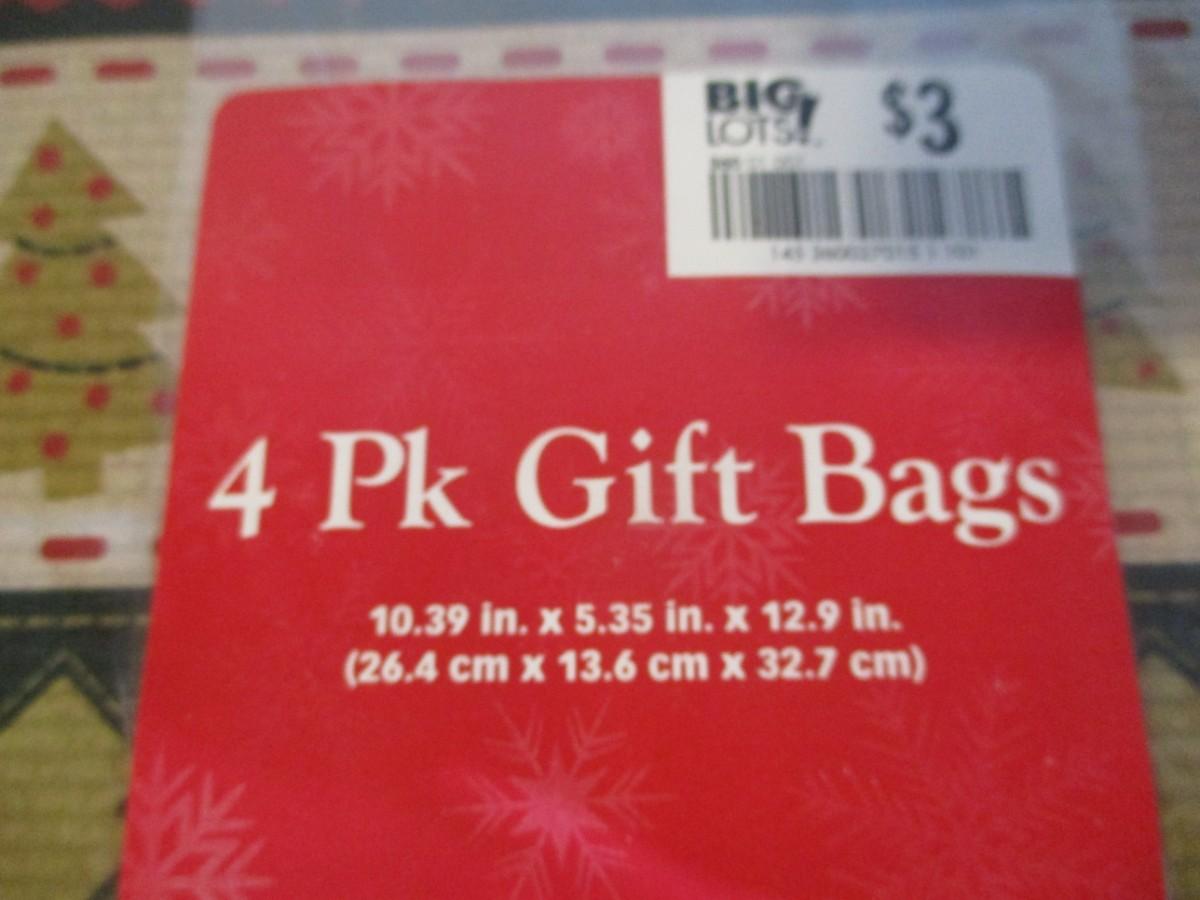 BIG
LOTS!
$3
4 Pk Gift Bags
10.39 in. x 5.35 in. x 12.9 in.
(26.4 cm x 13.6 cm x 32.7 cm)